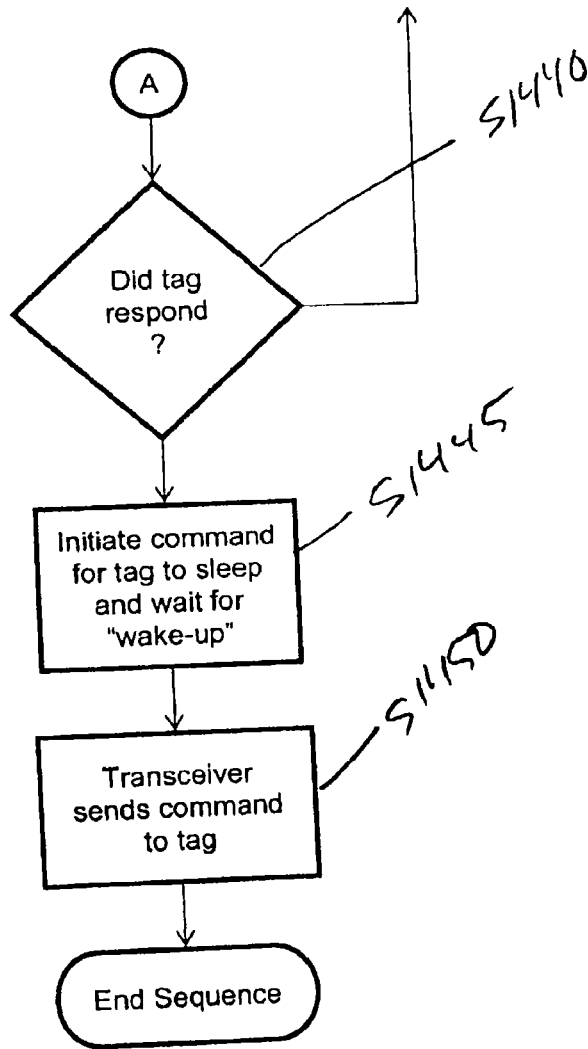 A
S1440
Did tag
respond
?
S1445
Initiate command
for tag to sleep
and wait for
"wake-up"
S1450
Transceiver
sends command
to tag
End Sequence